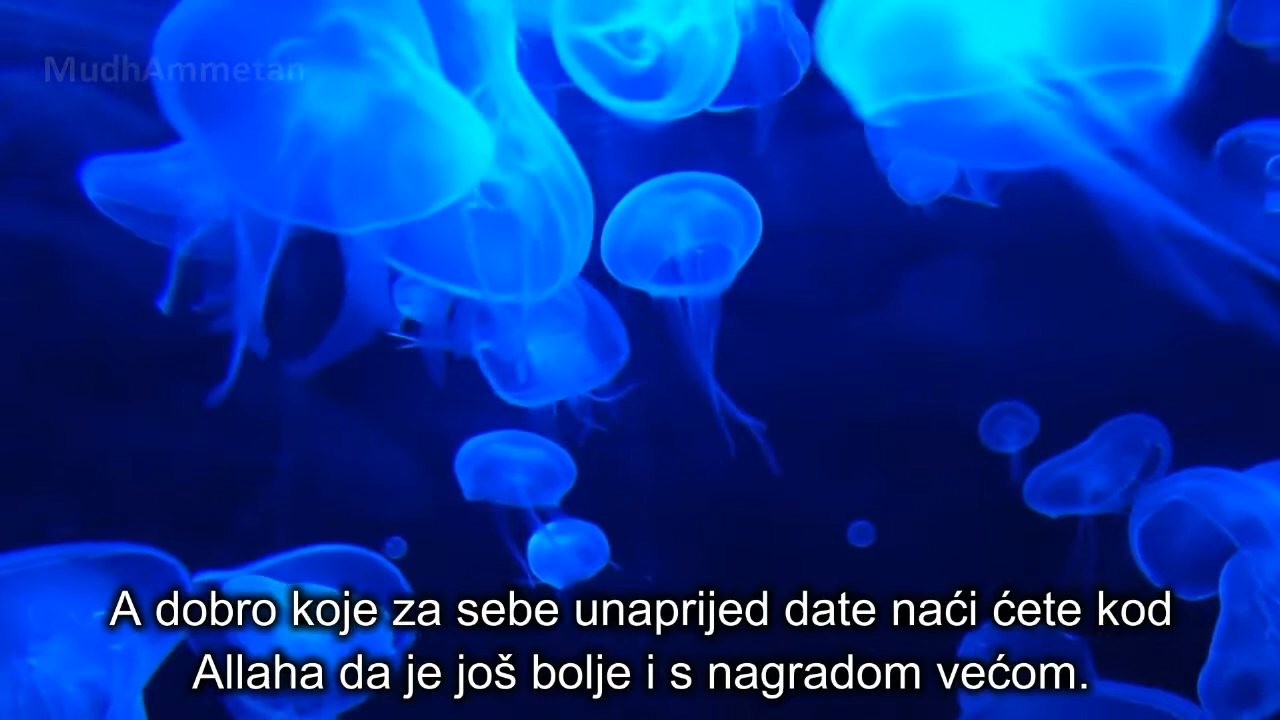 MudhAmmetan
A dobro koje za sebe unaprijed date naći ćete kod
Allaha da je još bolje i s nagradom većom.